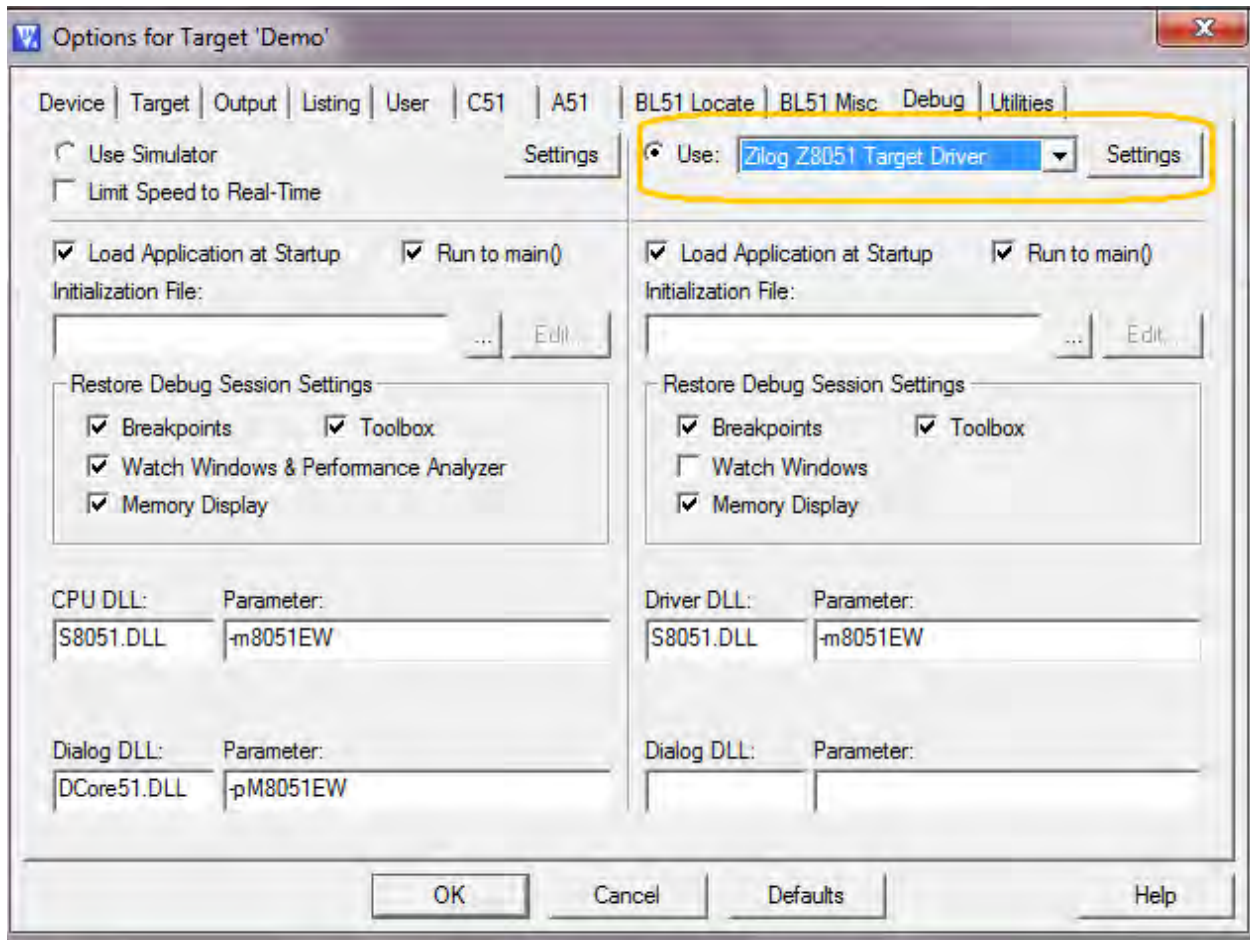 Options for Target 'Demo'
Device Target Output Listing User C51 A51 BL51 Locate BL51 Misc Debug Utilities
Use Simulator Settings Use: Zilog Z8051 Target Driver Settings
Limit Speed to Real-Time
Load Application at Startup Run to main() Load Application at Startup Run to main()
Initialization File: Initialization File:
... Edit... ... Edit...
Restore Debug Session Settings Restore Debug Session Settings
Breakpoints Toolbox Breakpoints Toolbox
Watch Windows & Performance Analyzer Watch Windows
Memory Display Memory Display
CPU DLL: Parameter: Driver DLL: Parameter:
S8051.DLL -m8051EW S8051.DLL -m8051EW
Dialog DLL: Parameter: Dialog DLL: Parameter:
DCore51.DLL -pM8051EW
OK Cancel Defaults Help